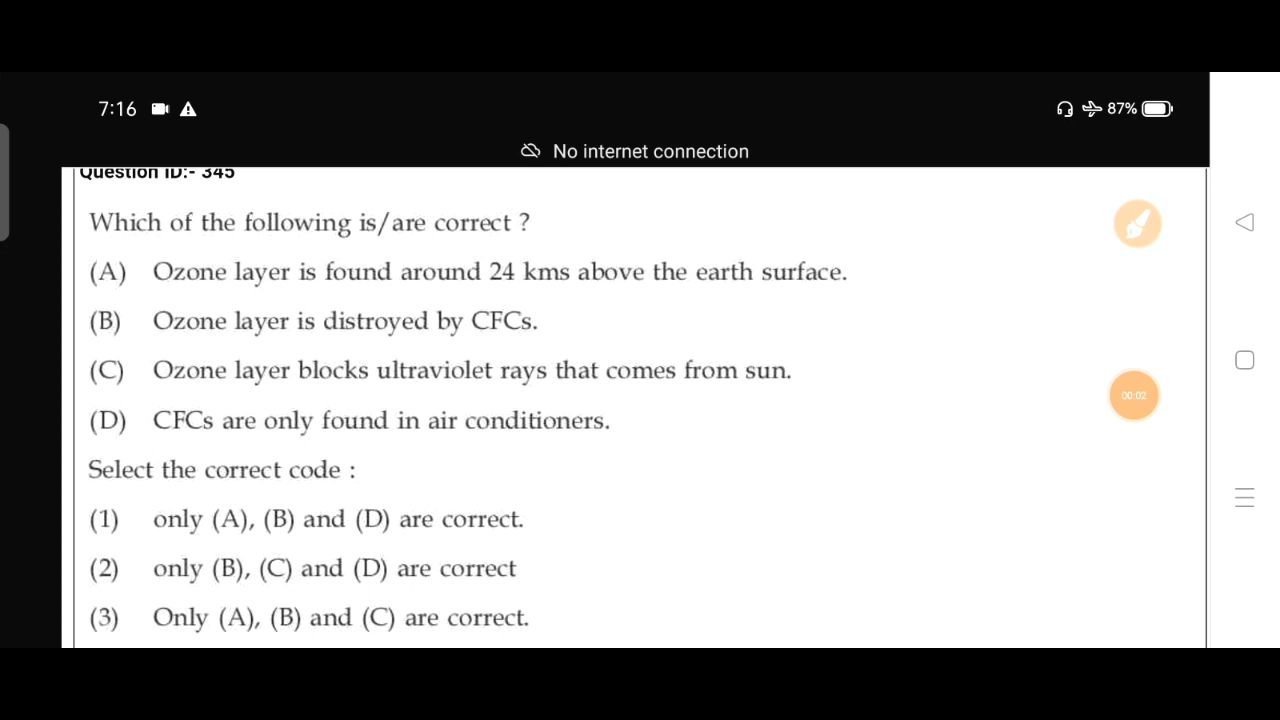 7:16
87%
No internet connection
Question ID:- 345
Which of the following is/are correct ?
(A) Ozone layer is found around 24 kms above the earth surface.
(B) Ozone layer is distroyed by CFCs.
(C) Ozone layer blocks ultraviolet rays that comes from sun.
00:02
(D) CFCs are only found in air conditioners.
Select the correct code :
(1) only (A), (B) and (D) are correct.
(2) only (B), (C) and (D) are correct
(3) Only (A), (B) and (C) are correct.